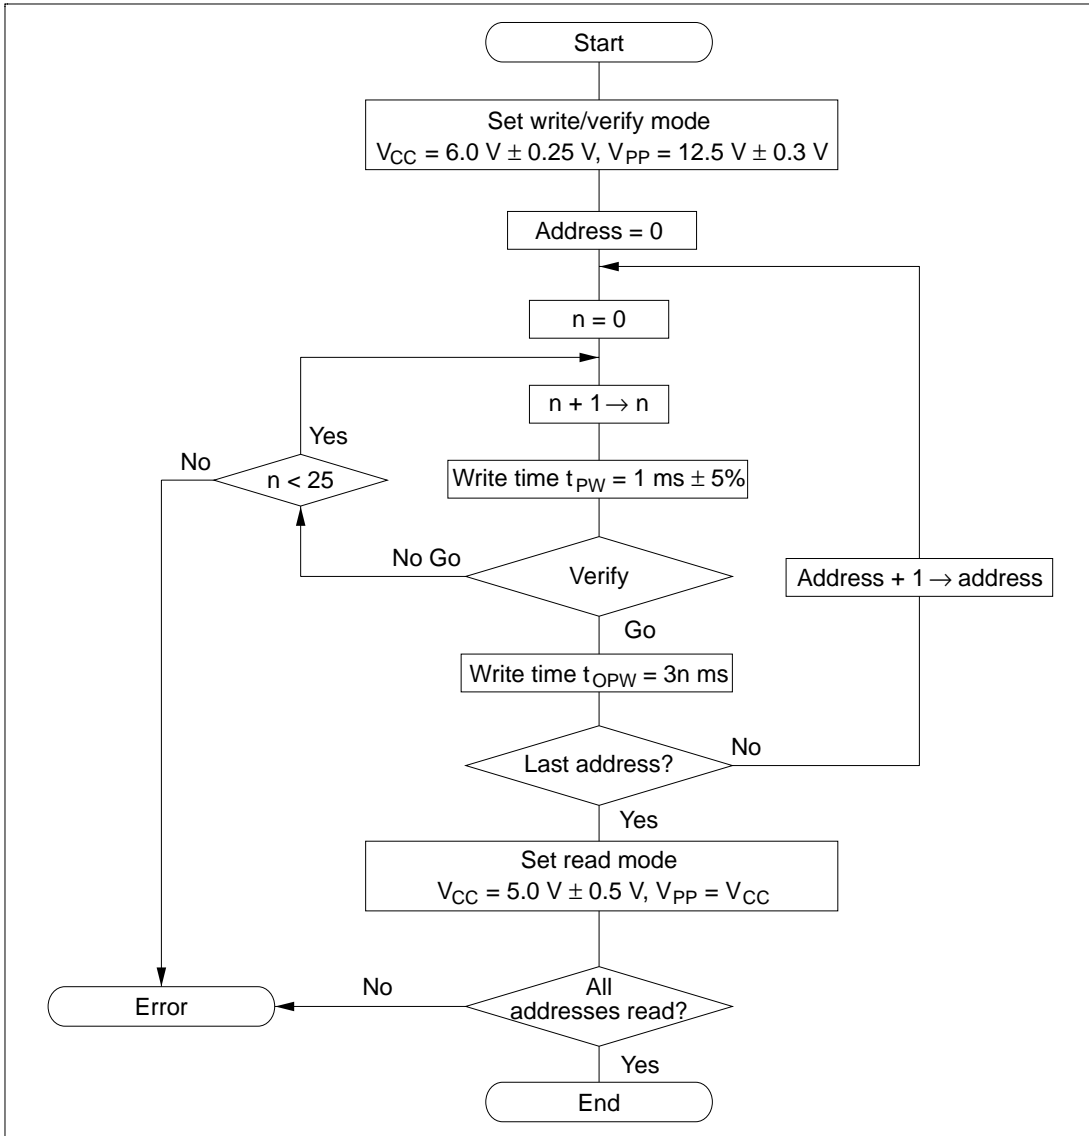 Start
Set write/verify mode
VCC = 6.0 V ± 0.25 V, VPP = 12.5 V ± 0.3 V
Address = 0
n = 0
n + 1 → n
Yes
No
n < 25
Write time tPW = 1 ms ± 5%
No Go
Verify
Address + 1 → address
Go
Write time tOPW = 3n ms
Last address?
No
Yes
Set read mode
VCC = 5.0 V ± 0.5 V, VPP = VCC
No
All
addresses read?
Error
Yes
End